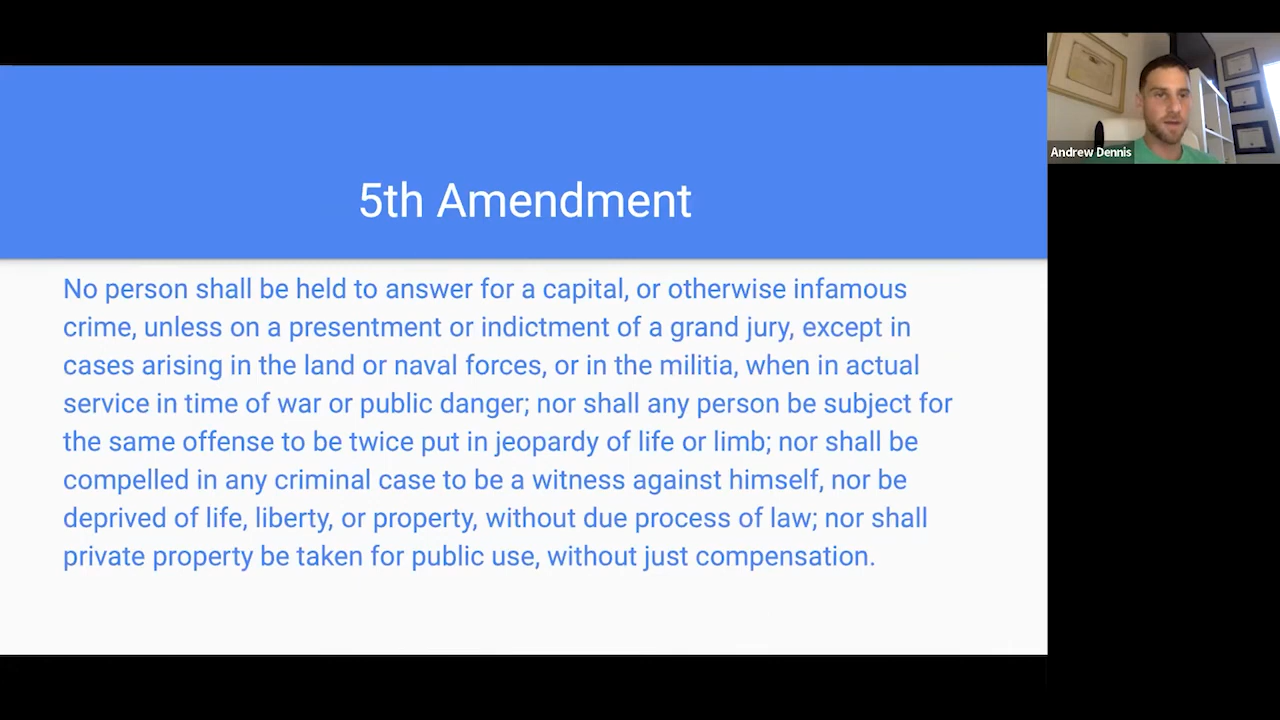 5th Amendment
No person shall be held to answer for a capital, or otherwise infamous
crime, unless on a presentment or indictment of a grand jury, except in
cases arising in the land or naval forces, or in the militia, when in actual
service in time of war or public danger; nor shall any person be subject for
the same offense to be twice put in jeopardy of life or limb; nor shall be
compelled in any criminal case to be a witness against himself, nor be
deprived of life, liberty, or property, without due process of law; nor shall
private property be taken for public use, without just compensation.
Andrew Dennis